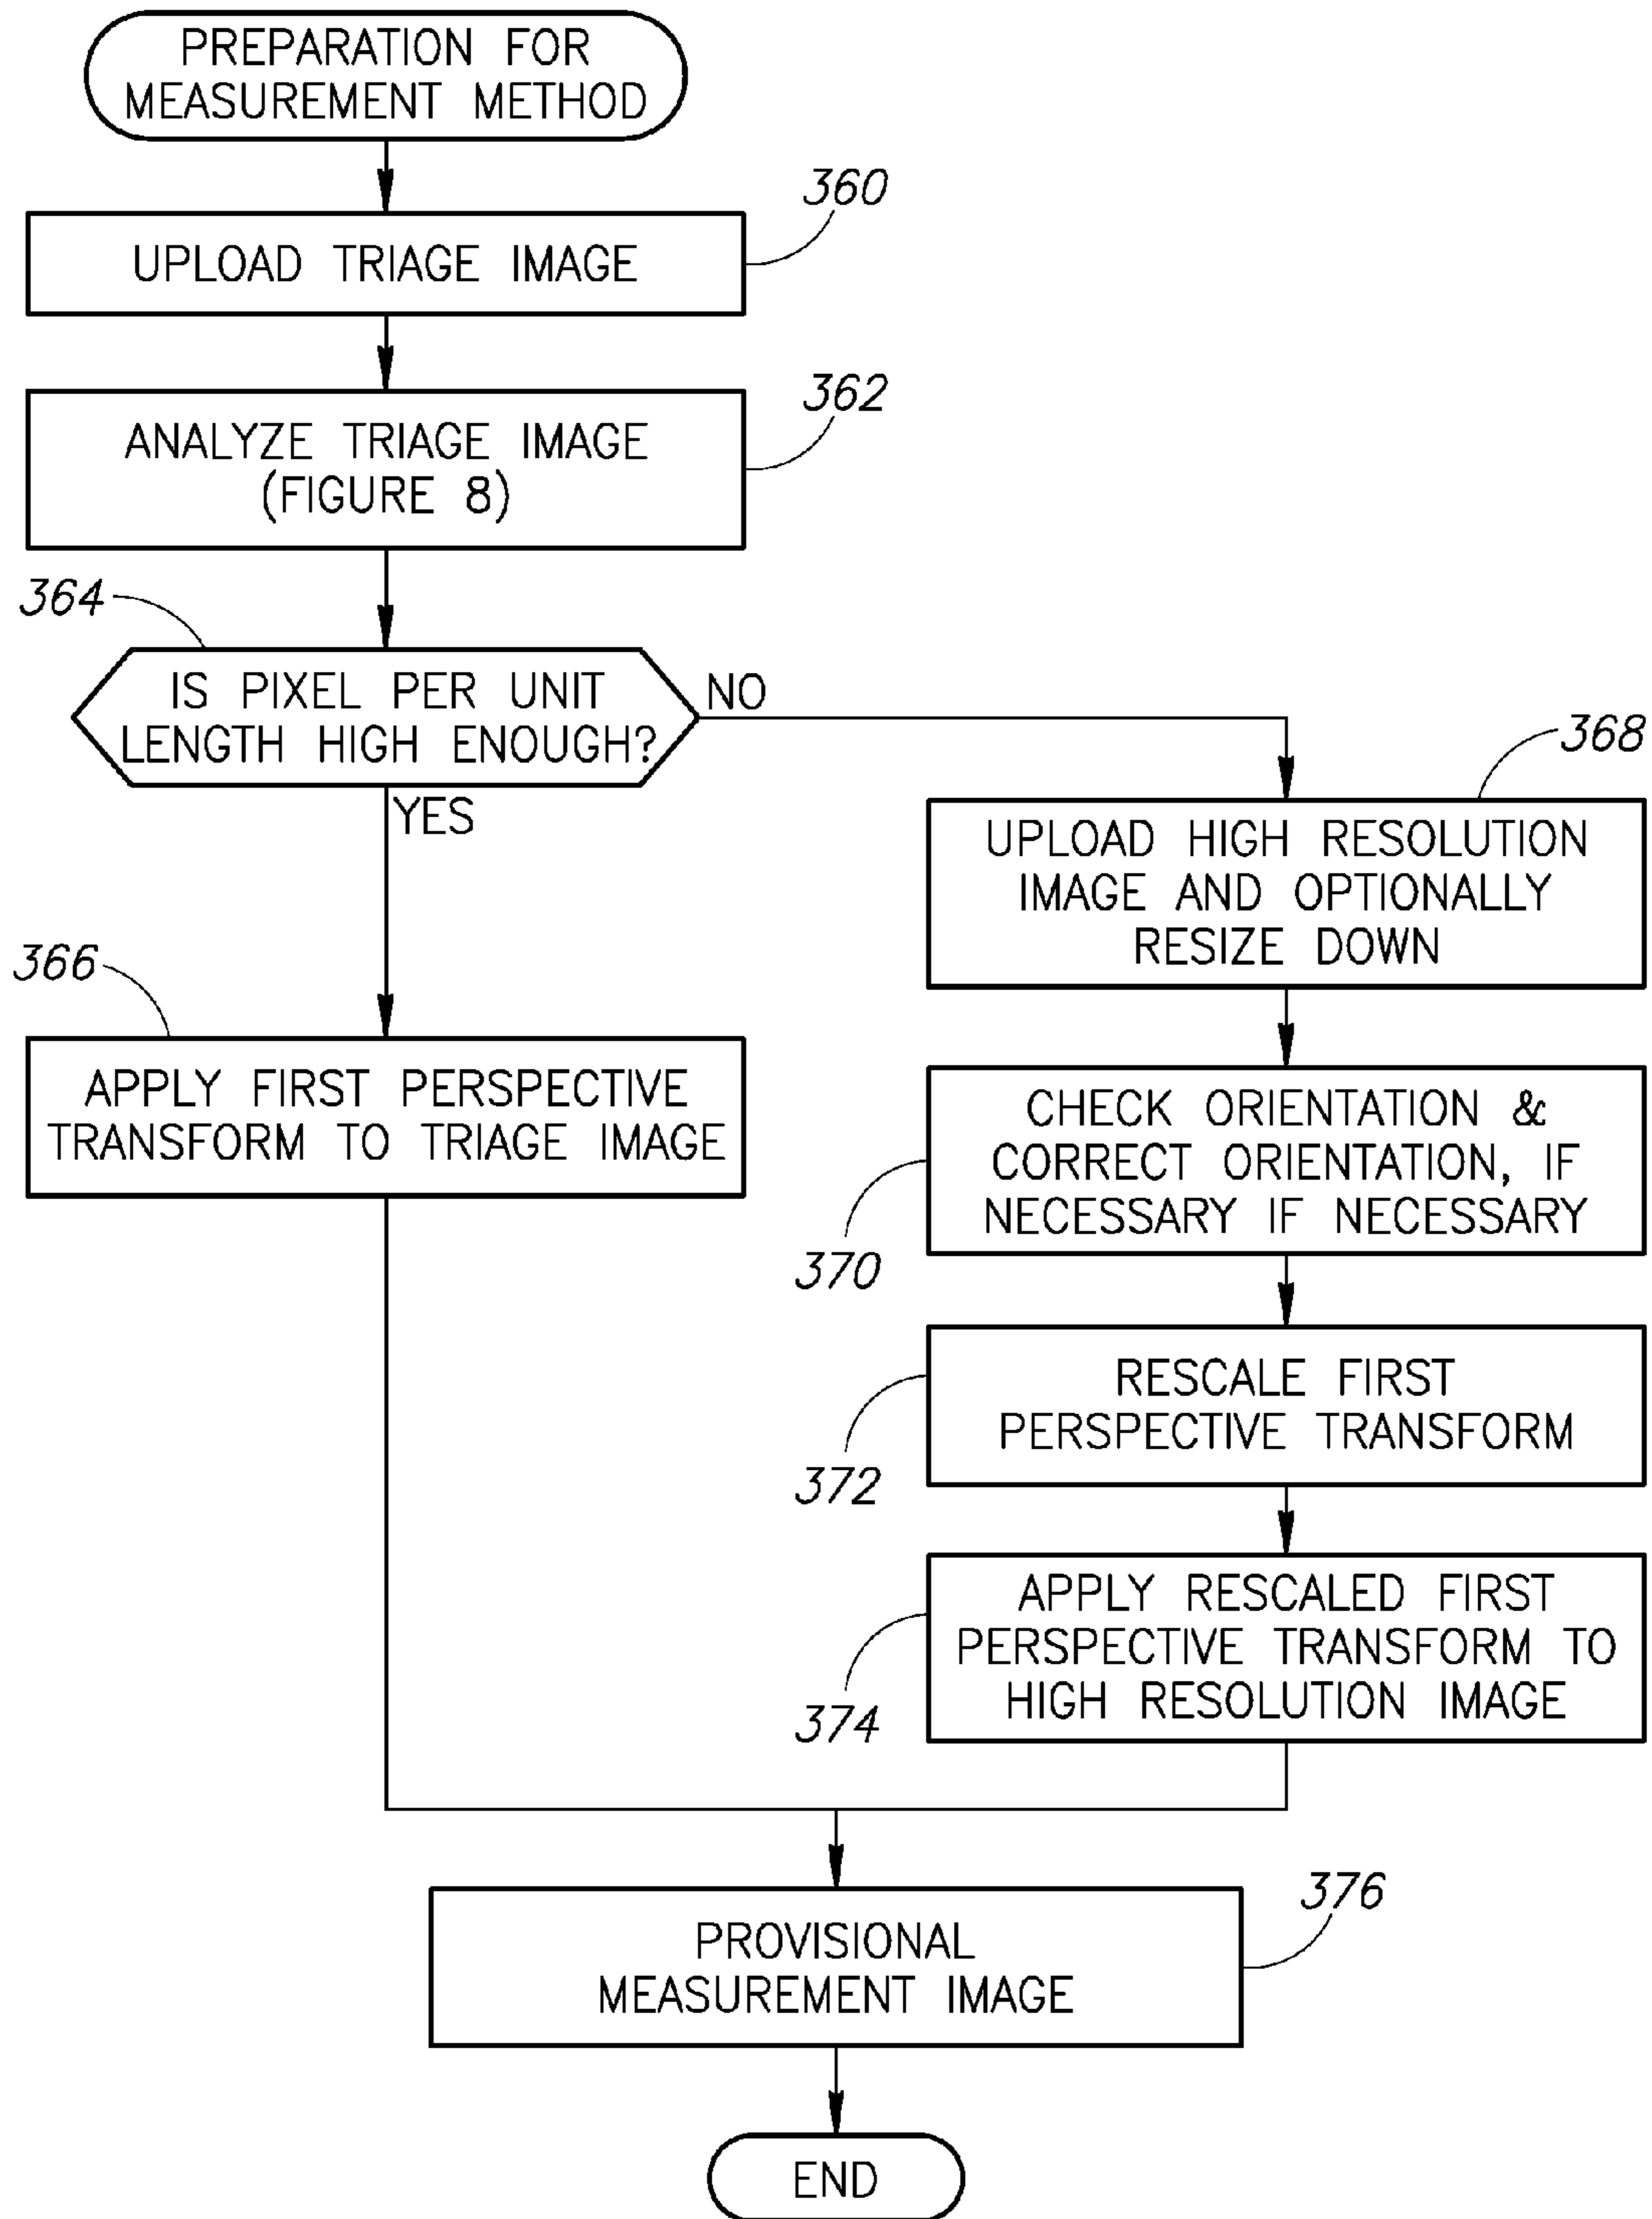 PREPARATION FOR
MEASUREMENT METHOD
360
UPLOAD TRIAGE IMAGE
362
ANALYZE TRIAGE IMAGE
(FIGURE 8)
364
IS PIXEL PER UNIT
LENGTH HIGH ENOUGH?
NO
YES
366
APPLY FIRST PERSPECTIVE
TRANSFORM TO TRIAGE IMAGE
368
UPLOAD HIGH RESOLUTION
IMAGE AND OPTIONALLY
RESIZE DOWN
CHECK ORIENTATION &
CORRECT ORIENTATION, IF
NECESSARY IF NECESSARY
370
RESCALE FIRST
PERSPECTIVE TRANSFORM
372
APPLY RESCALED FIRST
PERSPECTIVE TRANSFORM TO
HIGH RESOLUTION IMAGE
374
376
PROVISIONAL
MEASUREMENT IMAGE
END